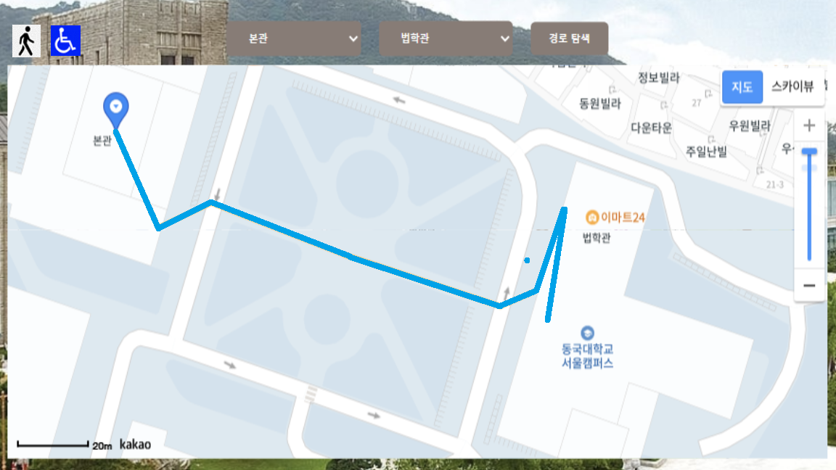 본관
법학관
경로 탐색
지도
스카이뷰
정보빌라
동원빌라
27
다운타운
우원빌라
주일난빌
우
21-3
본관
이마트24
법학관
동국대학교
서울캠퍼스
20m
kakao